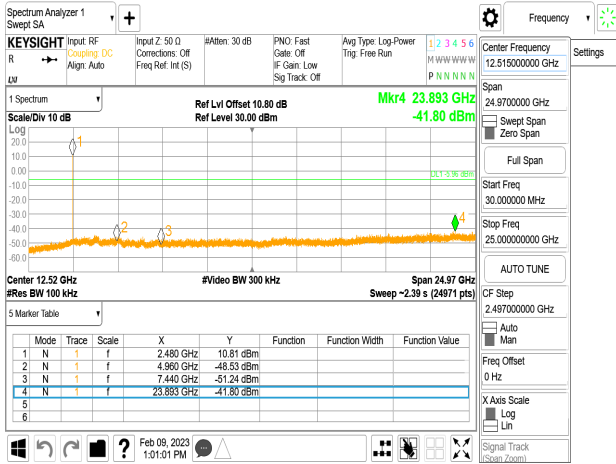 Spectrum Analyzer 1
Swept SA
Frequency
Settings
KEYSIGHT
R
LXI
Input: RF
Coupling: DC
Align: Auto
Input Z: 50 Ω
Corrections: Off
Freq Ref: Int (S)
#Atten: 30 dB
PNO: Fast
Gate: Off
IF Gain: Low
Sig Track: Off
Avg Type: Log-Power
Trig: Free Run
1 2 3 4 5 6
M W W W W W
P N N N N N
1 Spectrum
Scale/Div 10 dB
Ref Lvl Offset 10.80 dB
Ref Level 30.00 dBm
Mkr4 23.893 GHz
-41.80 dBm
Log
20.0
10.0
0.00
-10.0
-20.0
-30.0
-40.0
-50.0
-60.0
1
2
3
4
DL1 -5.96 dBm
Center 12.52 GHz
#Res BW 100 kHz
#Video BW 300 kHz
Span 24.97 GHz
Sweep ~2.39 s (24971 pts)
5 Marker Table
Mode Trace Scale X Y Function Function Width Function Value
1 N 1 f 2.480 GHz 10.81 dBm
2 N 1 f 4.960 GHz -48.53 dBm
3 N 1 f 7.440 GHz -51.24 dBm
4 N 1 f 23.893 GHz -41.80 dBm
5
6
Feb 09, 2023
1:01:01 PM
?
Center Frequency
12.515000000 GHz
Span
24.9700000 GHz
Swept Span
Zero Span
Full Span
Start Freq
30.000000 MHz
Stop Freq
25.000000000 GHz
AUTO TUNE
CF Step
2.497000000 GHz
Auto
Man
Freq Offset
0 Hz
X Axis Scale
Log
Lin
Signal Track
(Span Zoom)